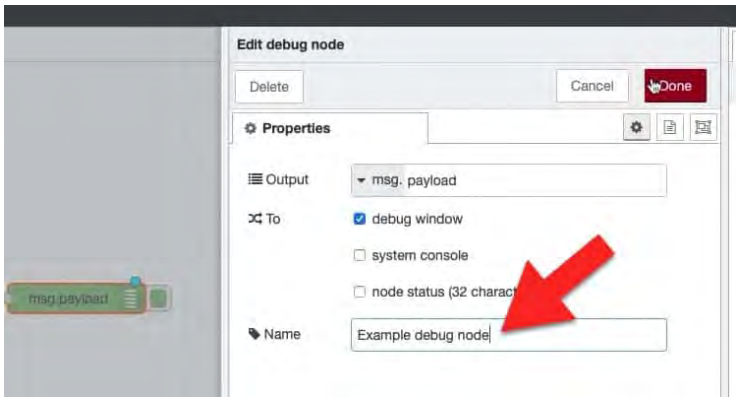 Edit debug node
Delete
Cancel
Done
Properties
Output
msg. payload
To
debug window
system console
node status (32 charact
msg.payload
Name
Example debug node